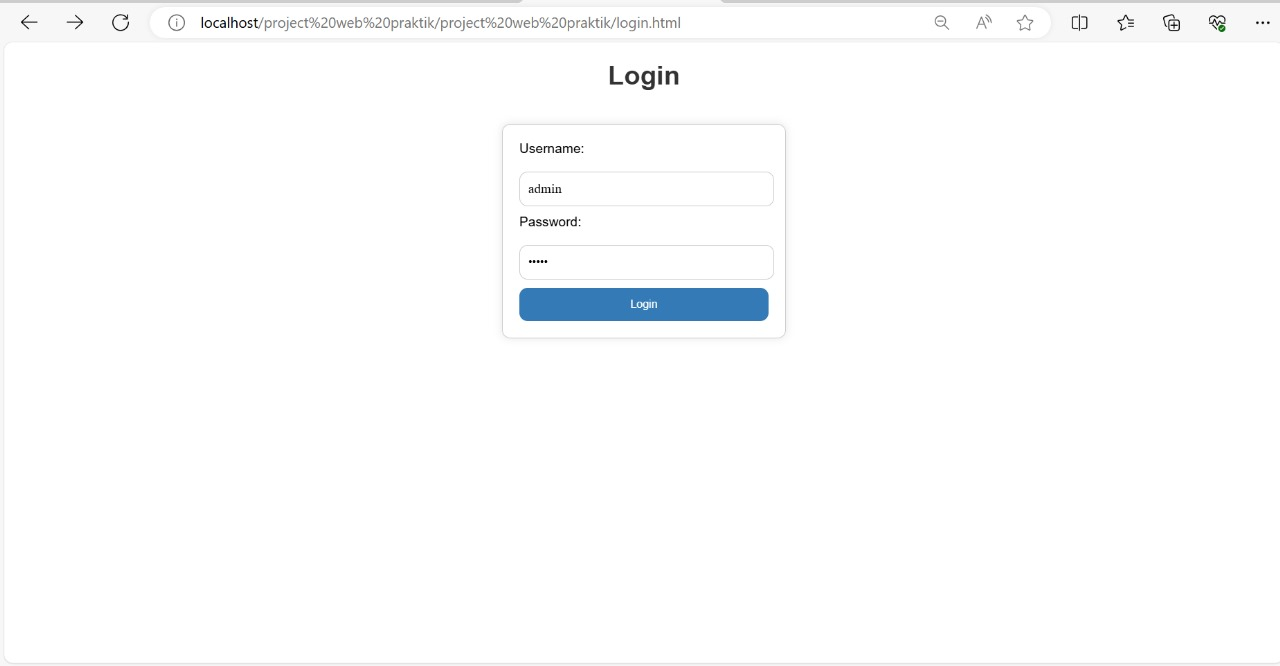 localhost/project%20web%20praktik/project%20web%20praktik/login.html
Login
Username:
admin
Password:
•••••
Login